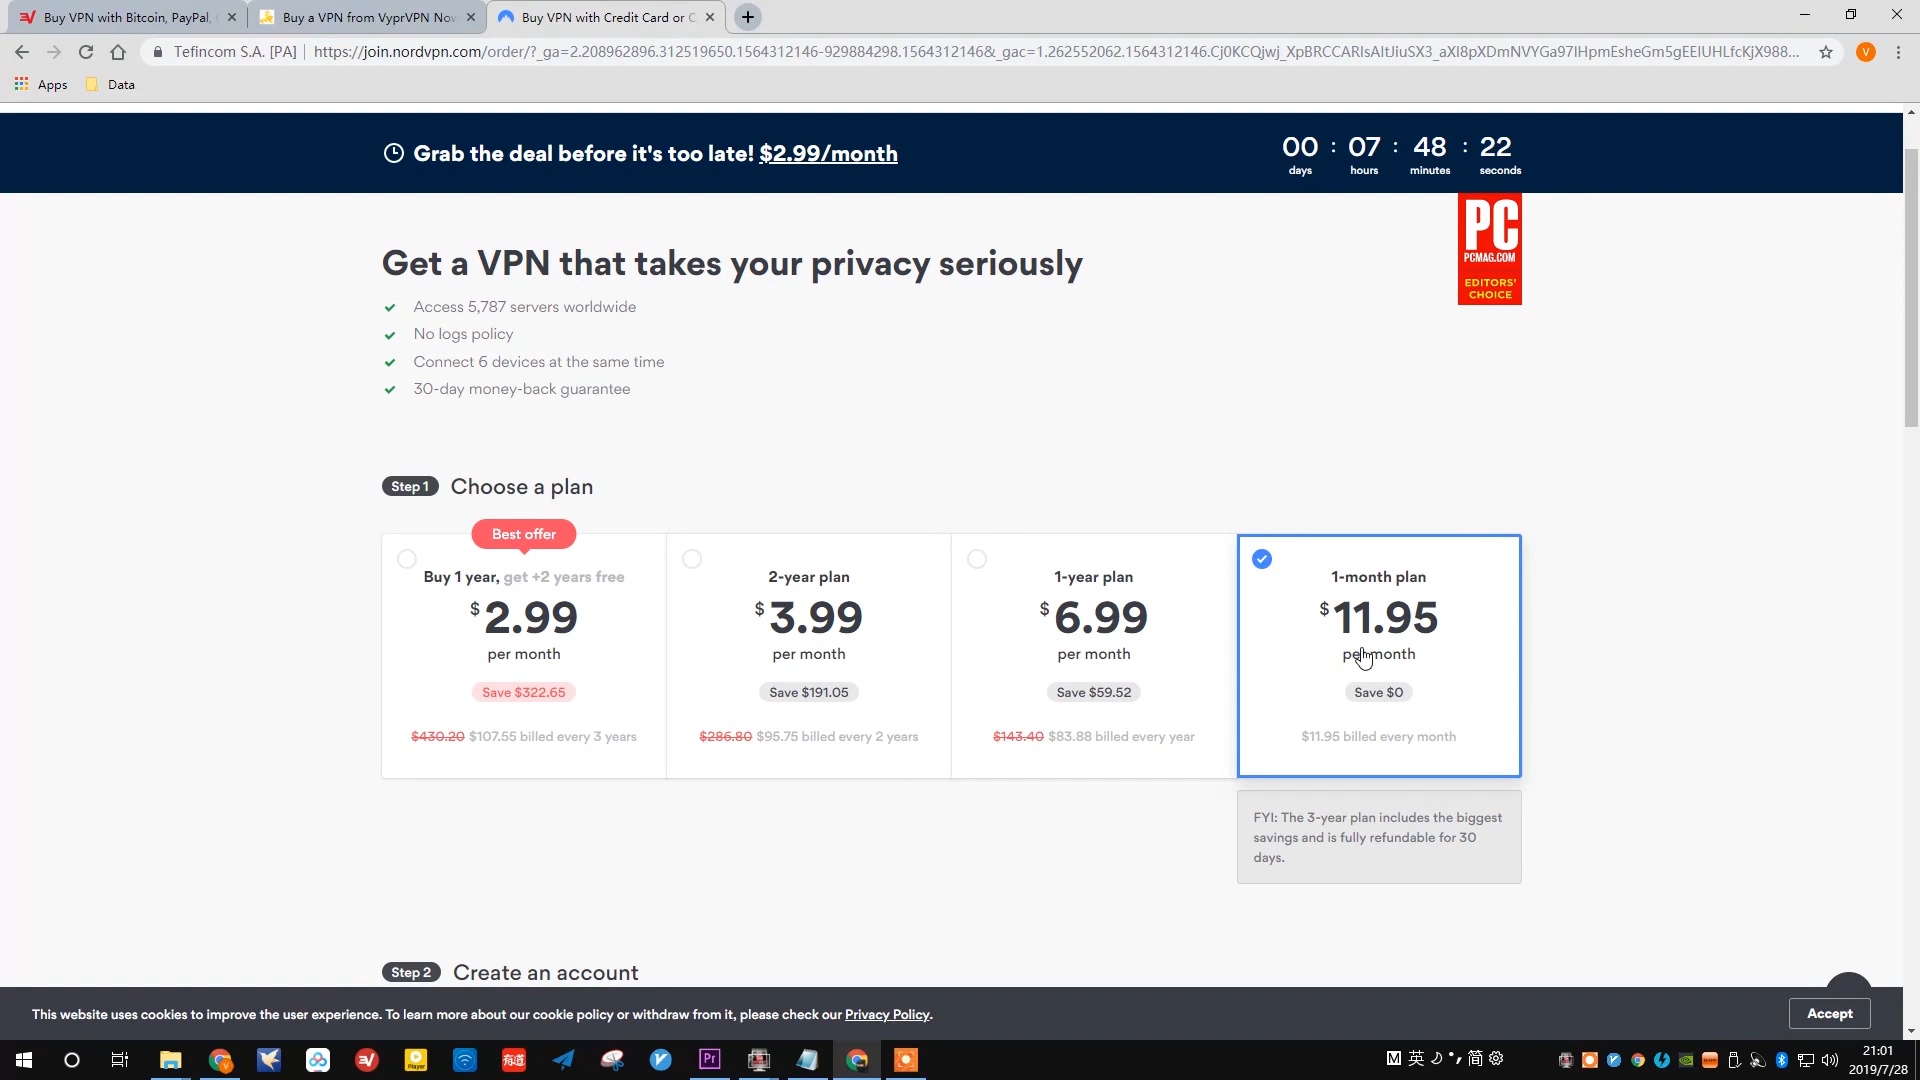 Buy VPN with Bitcoin, PayPal,
Buy a VPN from VyprVPN Nov
Buy VPN with Credit Card or C
Tefincom S.A. [PA]
https://join.nordvpn.com/order/?_ga=2.208962896.312519650.1564312146-929884298.1564312146&_gac=1.262552062.1564312146.Cj0KCQjwj_XpBRCCARIsAItJiuSX3_aXI8pXDmNVYGa97IHpmEsheGm5gEEIUHLfcKjX988...
V
Apps
Data
Grab the deal before it's too late! $2.99/month
00 : 07 : 48 : 22
days hours minutes seconds
PC
PCMAG.COM
EDITORS'
CHOICE
Get a VPN that takes your privacy seriously
Access 5,787 servers worldwide
No logs policy
Connect 6 devices at the same time
30-day money-back guarantee
Step 1 Choose a plan
Best offer
Buy 1 year, get +2 years free
$2.99
per month
Save $322.65
$430.20 $107.55 billed every 3 years
2-year plan
$3.99
per month
Save $191.05
$286.80 $95.75 billed every 2 years
1-year plan
$6.99
per month
Save $59.52
$143.40 $83.88 billed every year
1-month plan
$11.95
per month
Save $0
$11.95 billed every month
FYI: The 3-year plan includes the biggest
savings and is fully refundable for 30
days.
Step 2 Create an account
This website uses cookies to improve the user experience. To learn more about our cookie policy or withdraw from it, please check our Privacy Policy.
Accept
Player
有道
Pr
M 英 简
21:01
2019/7/28